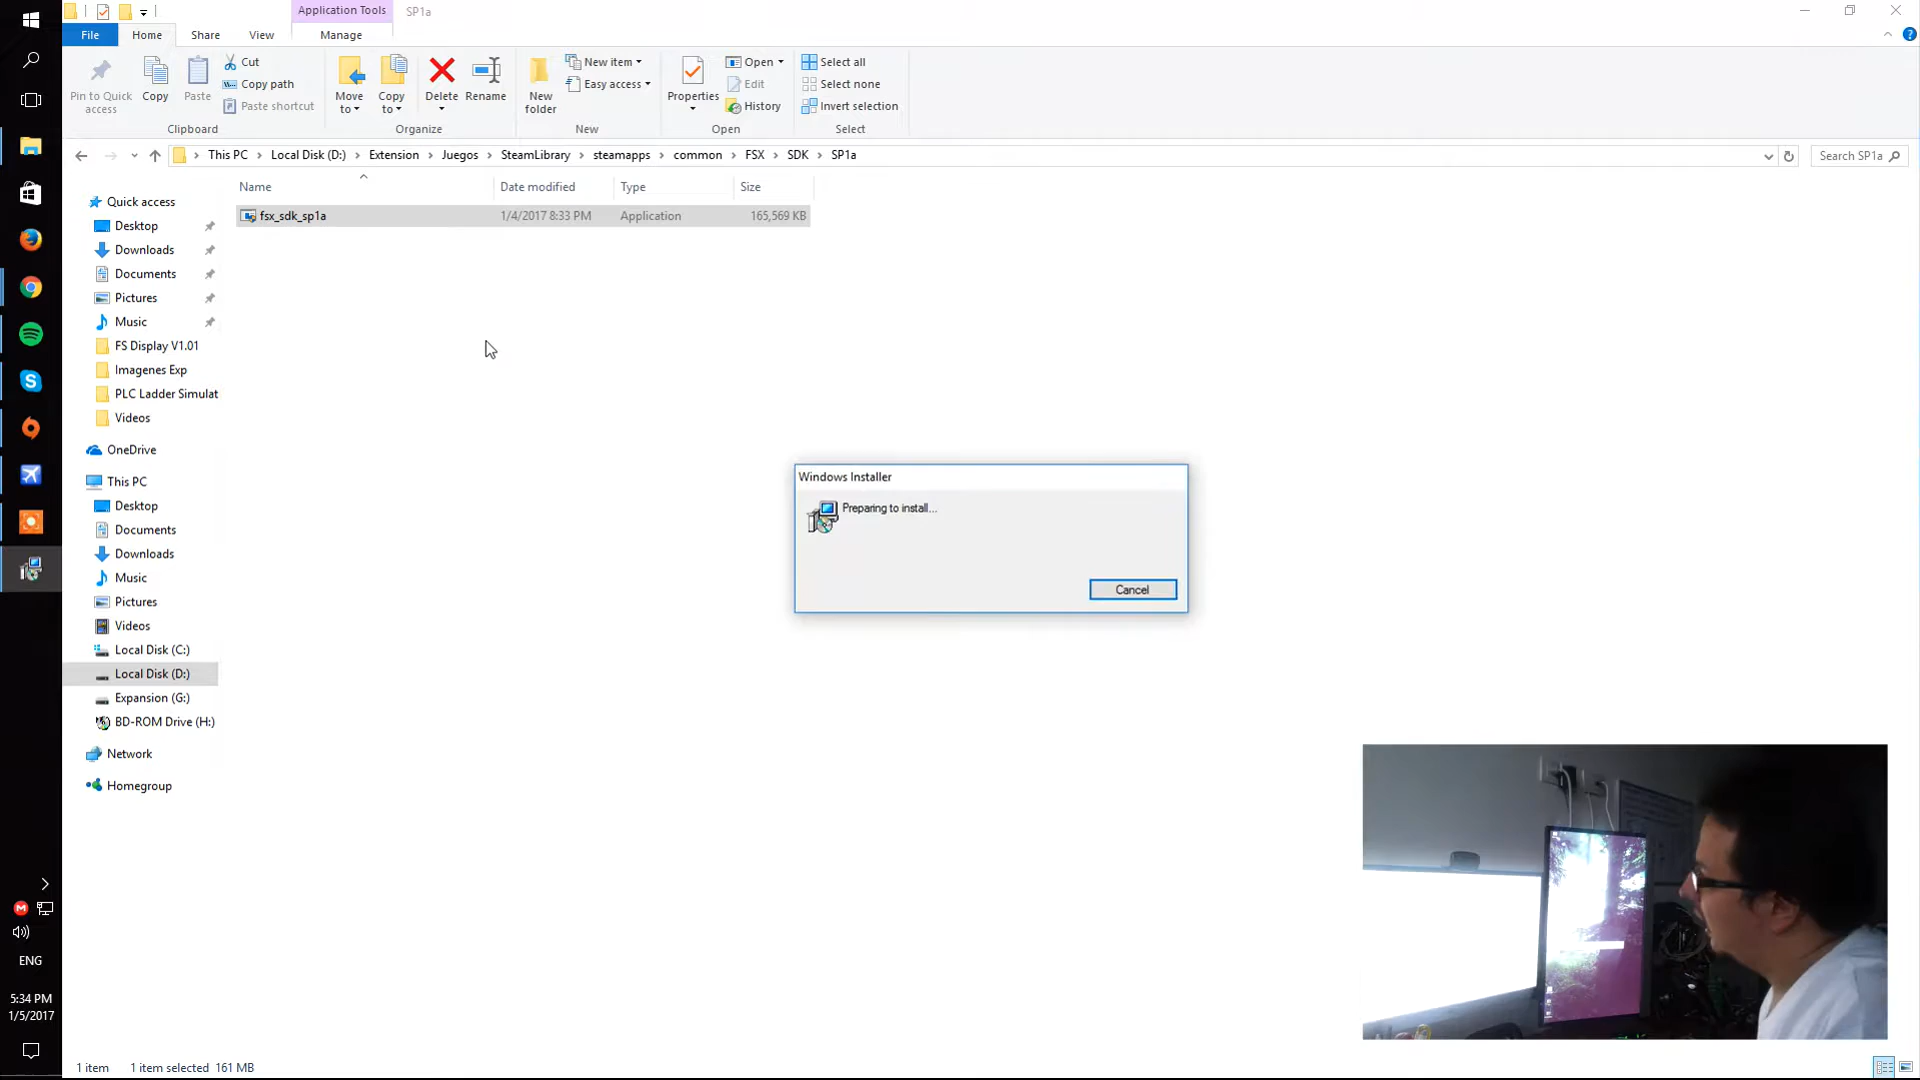 Application Tools
SP1a
File
Home
Share
View
Manage
Pin to Quick
access
Copy
Paste
Cut
Copy path
Paste shortcut
Clipboard
Move
to
Copy
to
Delete
Rename
Organize
New
folder
New item
Easy access
New
Properties
Open
Edit
History
Open
Select all
Select none
Invert selection
Select
This PC
Local Disk (D:)
Extension
Juegos
SteamLibrary
steamapps
common
FSX
SDK
SP1a
Search SP1a
Name
Date modified
Type
Size
fsx_sdk_sp1a
1/4/2017 8:33 PM
Application
165,569 KB
Quick access
Desktop
Downloads
Documents
Pictures
Music
FS Display V1.01
Imagenes Exp
PLC Ladder Simulat
Videos
OneDrive
This PC
Desktop
Documents
Downloads
Music
Pictures
Videos
Local Disk (C:)
Local Disk (D:)
Expansion (G:)
BD-ROM Drive (H:)
Network
Homegroup
Windows Installer
Preparing to install...
Cancel
ENG
5:34 PM
1/5/2017
1 item
1 item selected 161 MB